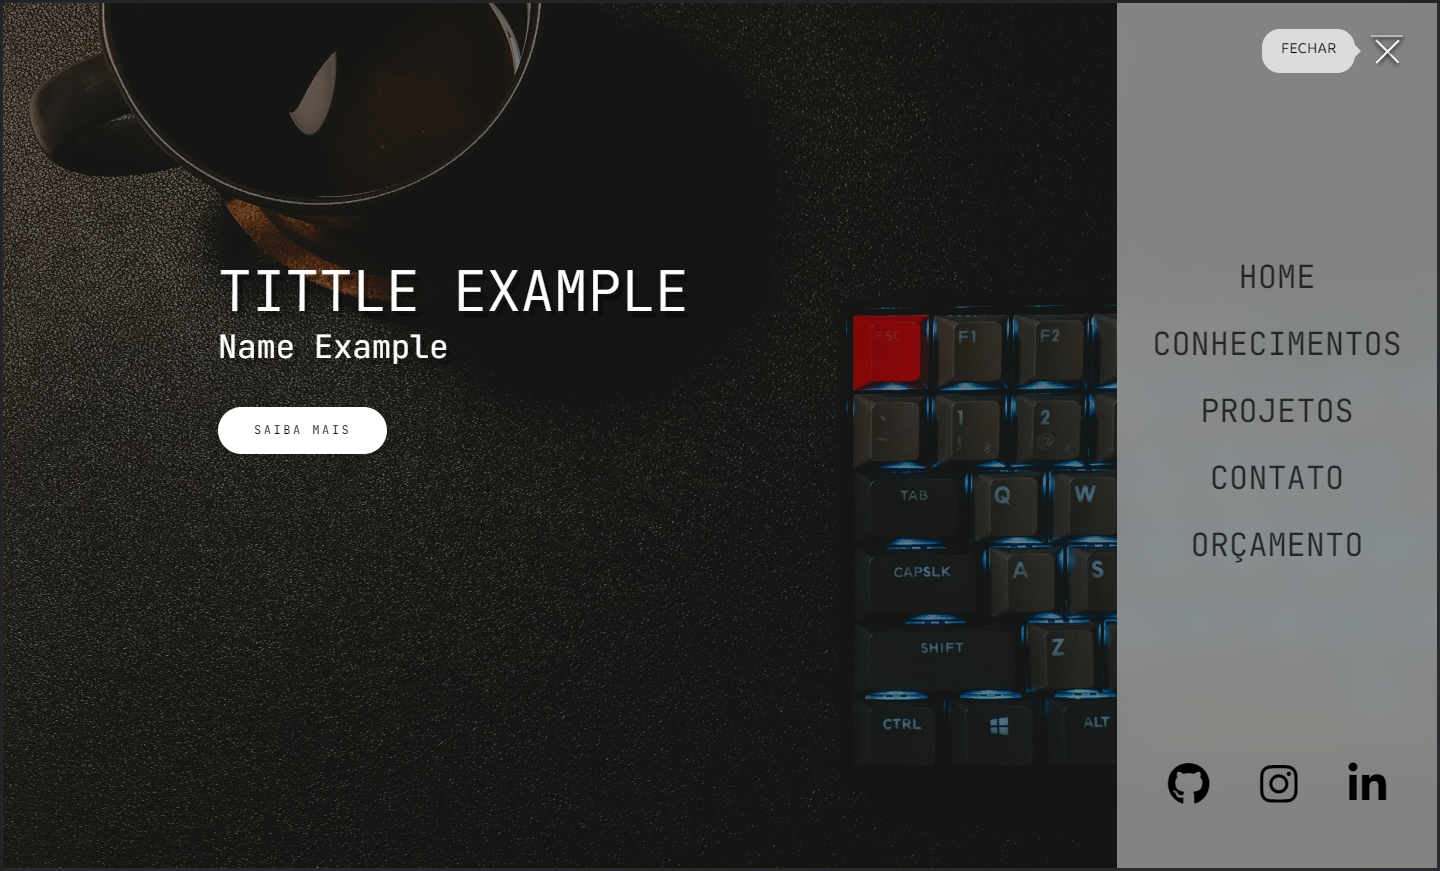 FECHAR
TITTLE EXAMPLE
Name Example
SAIBA MAIS
HOME
CONHECIMENTOS
PROJETOS
CONTATO
ORÇAMENTO
in
ESC F1 F2
` ~ 1 ! 2 @
TAB Q W
CAPSLK A S
SHIFT Z
CTRL ALT